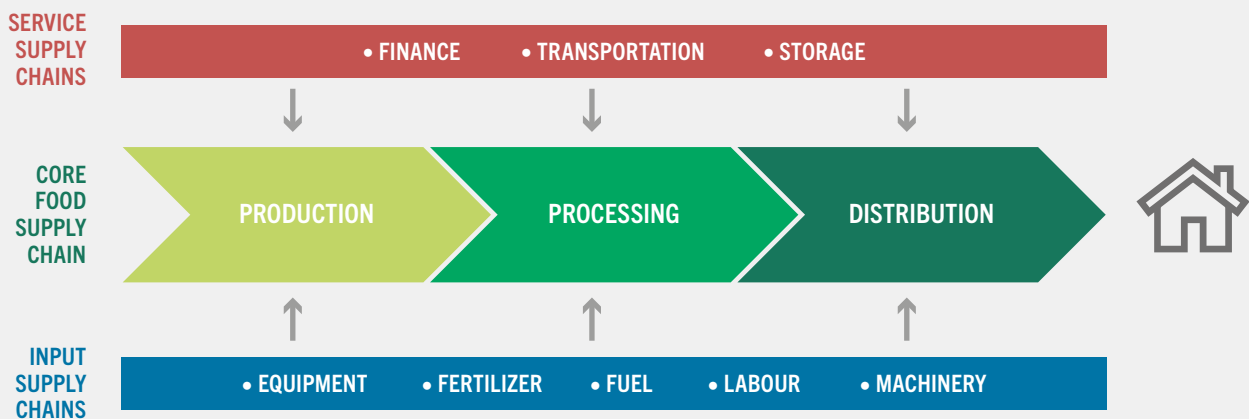 SERVICE
SUPPLY
CHAINS
• FINANCE • TRANSPORTATION • STORAGE
CORE
FOOD
SUPPLY
CHAIN
PRODUCTION PROCESSING DISTRIBUTION
INPUT
SUPPLY
CHAINS
• EQUIPMENT • FERTILIZER • FUEL • LABOUR • MACHINERY